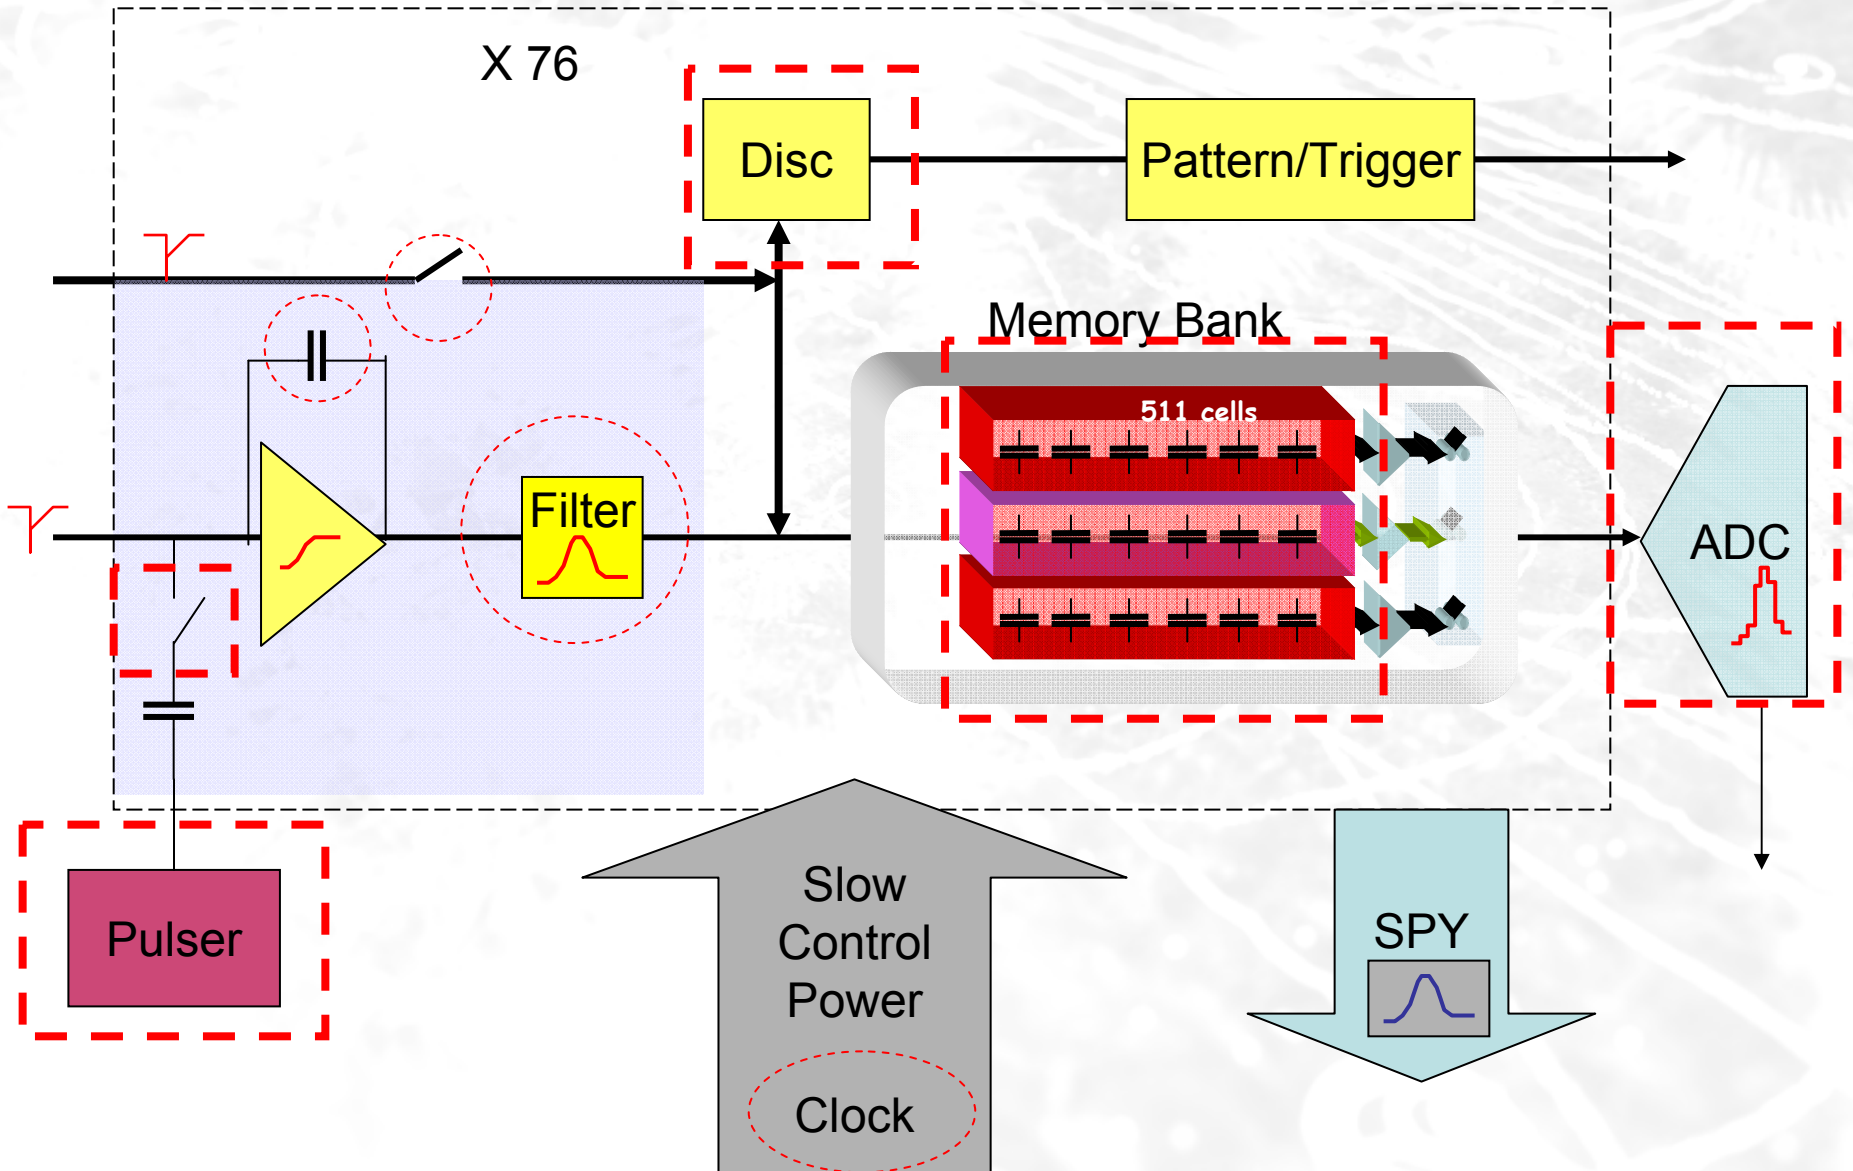 X 76
Disc
Pattern/Trigger
Memory Bank
511 cells
Filter
ADC
Pulser
Slow
Control
Power
Clock
SPY